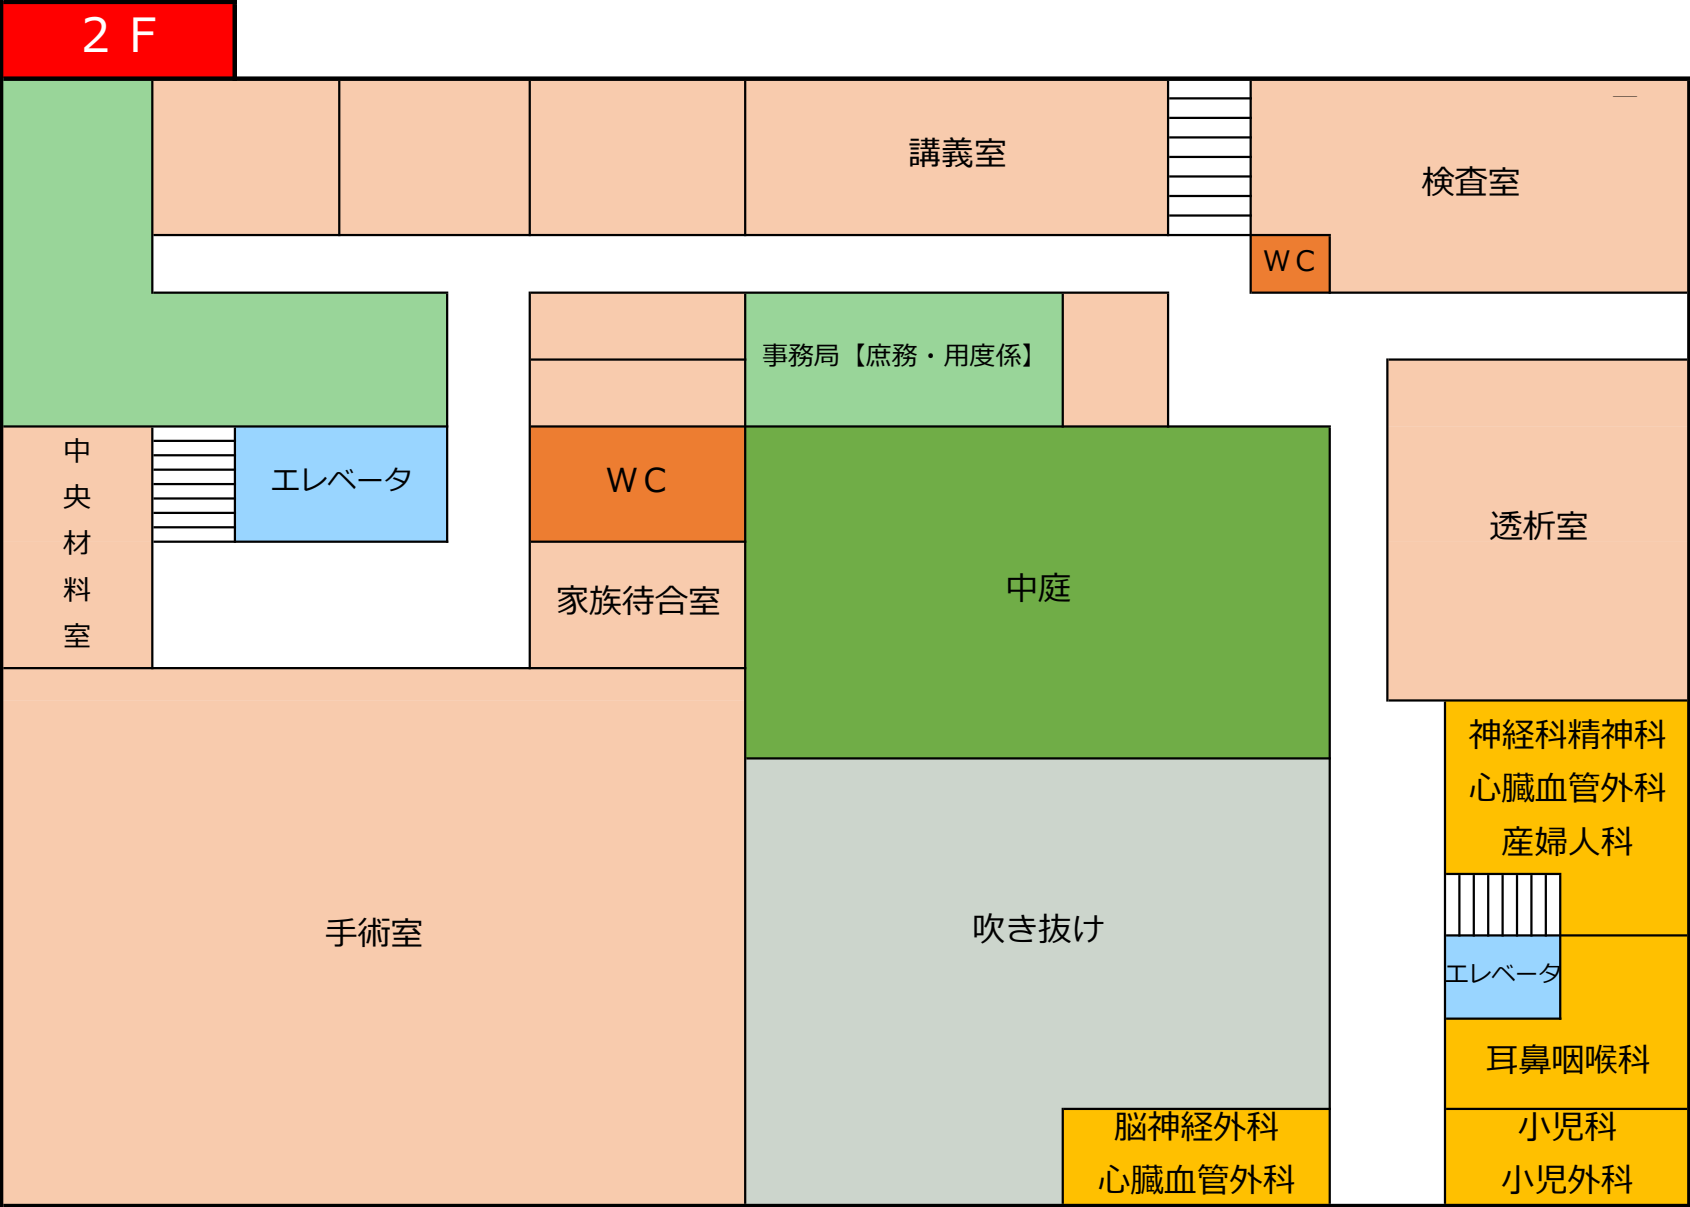 ２Ｆ
講義室
検査室
ＷＣ
事務局【庶務・用度係】
中
央
材
料
室
エレベータ
ＷＣ
家族待合室
中庭
透析室
神経科精神科
心臓血管外科
産婦人科
手術室
吹き抜け
エレベータ
耳鼻咽喉科
脳神経外科
心臓血管外科
小児科
小児外科